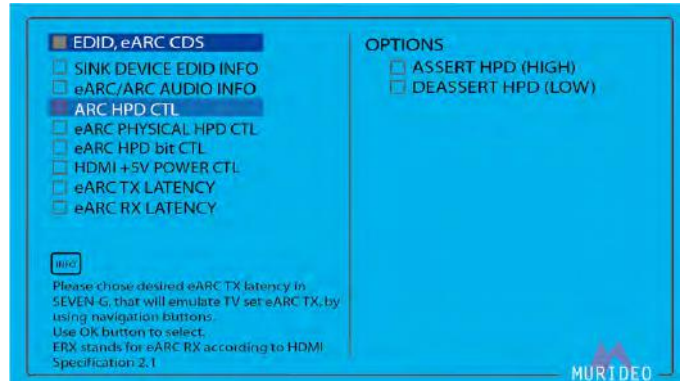 EDID, eARC CDS
SINK DEVICE EDID INFO
eARC/ARC AUDIO INFO
ARC HPD CTL
eARC PHYSICAL HPD CTL
eARC HPD bit CTL
HDMI +5V POWER CTL
eARC TX LATENCY
eARC RX LATENCY
INFO
Please chose desired eARC TX latency in
SEVEN-G, that will emulate TV set eARC TX, by
using navigation buttons.
Use OK button to select.
ERX stands for eARC RX according to HDMI
Specification 2.1
OPTIONS
ASSERT HPD (HIGH)
DEASSERT HPD (LOW)
MURIDEO